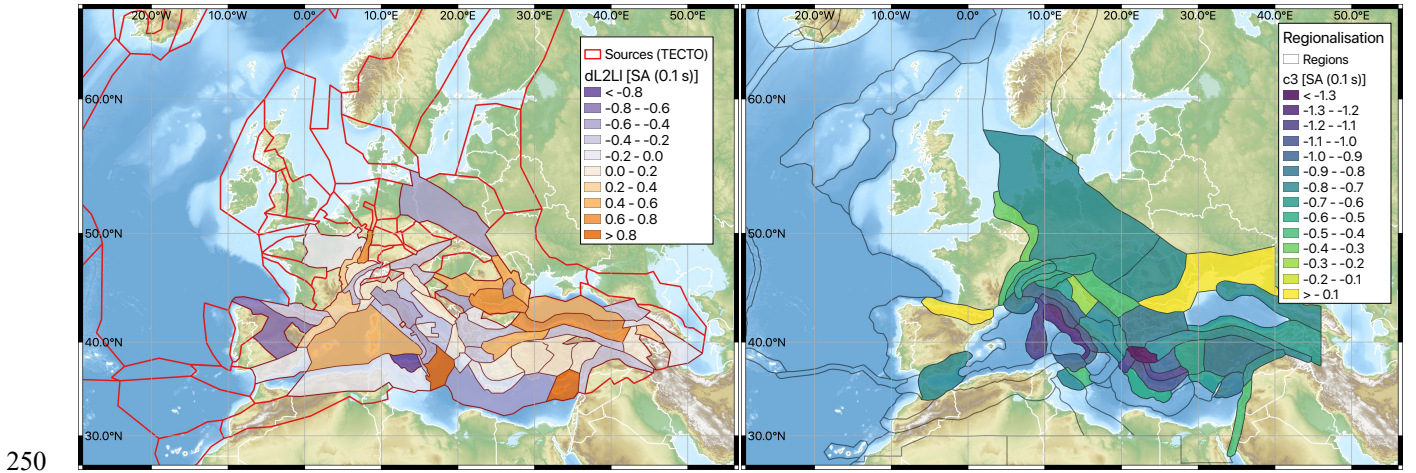 20.0°W 10.0°W 0.0° 10.0°E 20.0°E 30.0°E 40.0°E 50.0°E
60.0°N
50.0°N
40.0°N
30.0°N
Sources (TECTO)
dL2LI [SA (0.1 s)]
< -0.8
-0.8 - -0.6
-0.6 - -0.4
-0.4 - -0.2
-0.2 - 0.0
0.0 - 0.2
0.2 - 0.4
0.4 - 0.6
0.6 - 0.8
> 0.8
20.0°W 10.0°W 0.0° 10.0°E 20.0°E 30.0°E 40.0°E 50.0°E
60.0°N
50.0°N
40.0°N
30.0°N
Regionalisation
Regions
c3 [SA (0.1 s)]
< -1.3
-1.3 - -1.2
-1.2 - -1.1
-1.1 - -1.0
-1.0 - -0.9
-0.9 - -0.8
-0.8 - -0.7
-0.7 - -0.6
-0.6 - -0.5
-0.5 - -0.4
-0.4 - -0.3
-0.3 - -0.2
-0.2 - -0.1
> - 0.1
250